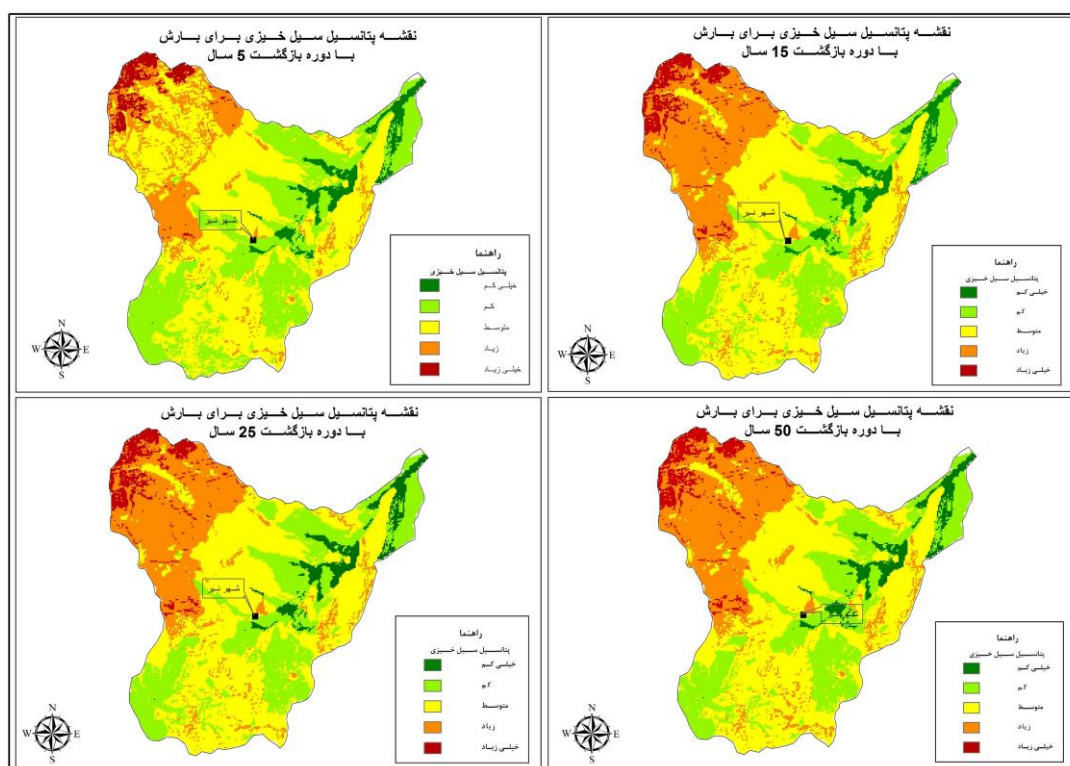 نقشه پتانسیل سیل خیزی برای بارش
با دوره بازگشت 5 سال
شهر نیر
راهنما
پتانسیل سیل خیزی
خیلی کم
کم
متوسط
زیاد
خیلی زیاد
N
W E
S
نقشه پتانسیل سیل خیزی برای بارش
با دوره بازگشت 15 سال
شهر نیر
راهنما
پتانسیل سیل خیزی
خیلی کم
کم
متوسط
زیاد
خیلی زیاد
N
W E
S
نقشه پتانسیل سیل خیزی برای بارش
با دوره بازگشت 25 سال
شهر نیر
راهنما
پتانسیل سیل خیزی
خیلی کم
کم
متوسط
زیاد
خیلی زیاد
N
W E
S
نقشه پتانسیل سیل خیزی برای بارش
با دوره بازگشت 50 سال
راهنما
پتانسیل سیل خیزی
خیلی کم
کم
متوسط
زیاد
خیلی زیاد
N
W E
S